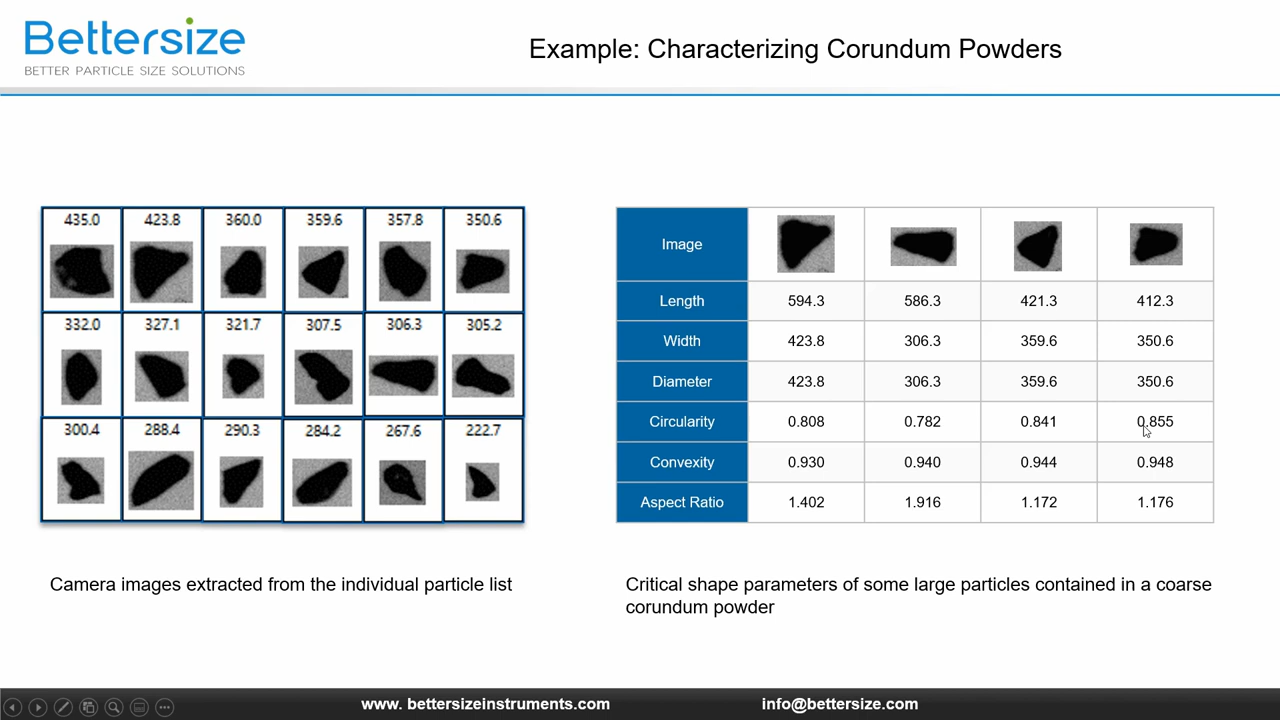 Bettersize
BETTER PARTICLE SIZE SOLUTIONS
Example: Characterizing Corundum Powders
435.0 423.8 360.0 359.6 357.8 350.6
332.0 327.1 321.7 307.5 306.3 305.2
300.4 288.4 290.3 284.2 267.6 222.7
Camera images extracted from the individual particle list
Image
Length 594.3 586.3 421.3 412.3
Width 423.8 306.3 359.6 350.6
Diameter 423.8 306.3 359.6 350.6
Circularity 0.808 0.782 0.841 0.855
Convexity 0.930 0.940 0.944 0.948
Aspect Ratio 1.402 1.916 1.172 1.176
Critical shape parameters of some large particles contained in a coarse
corundum powder
www. bettersizeinstruments.com info@bettersize.com